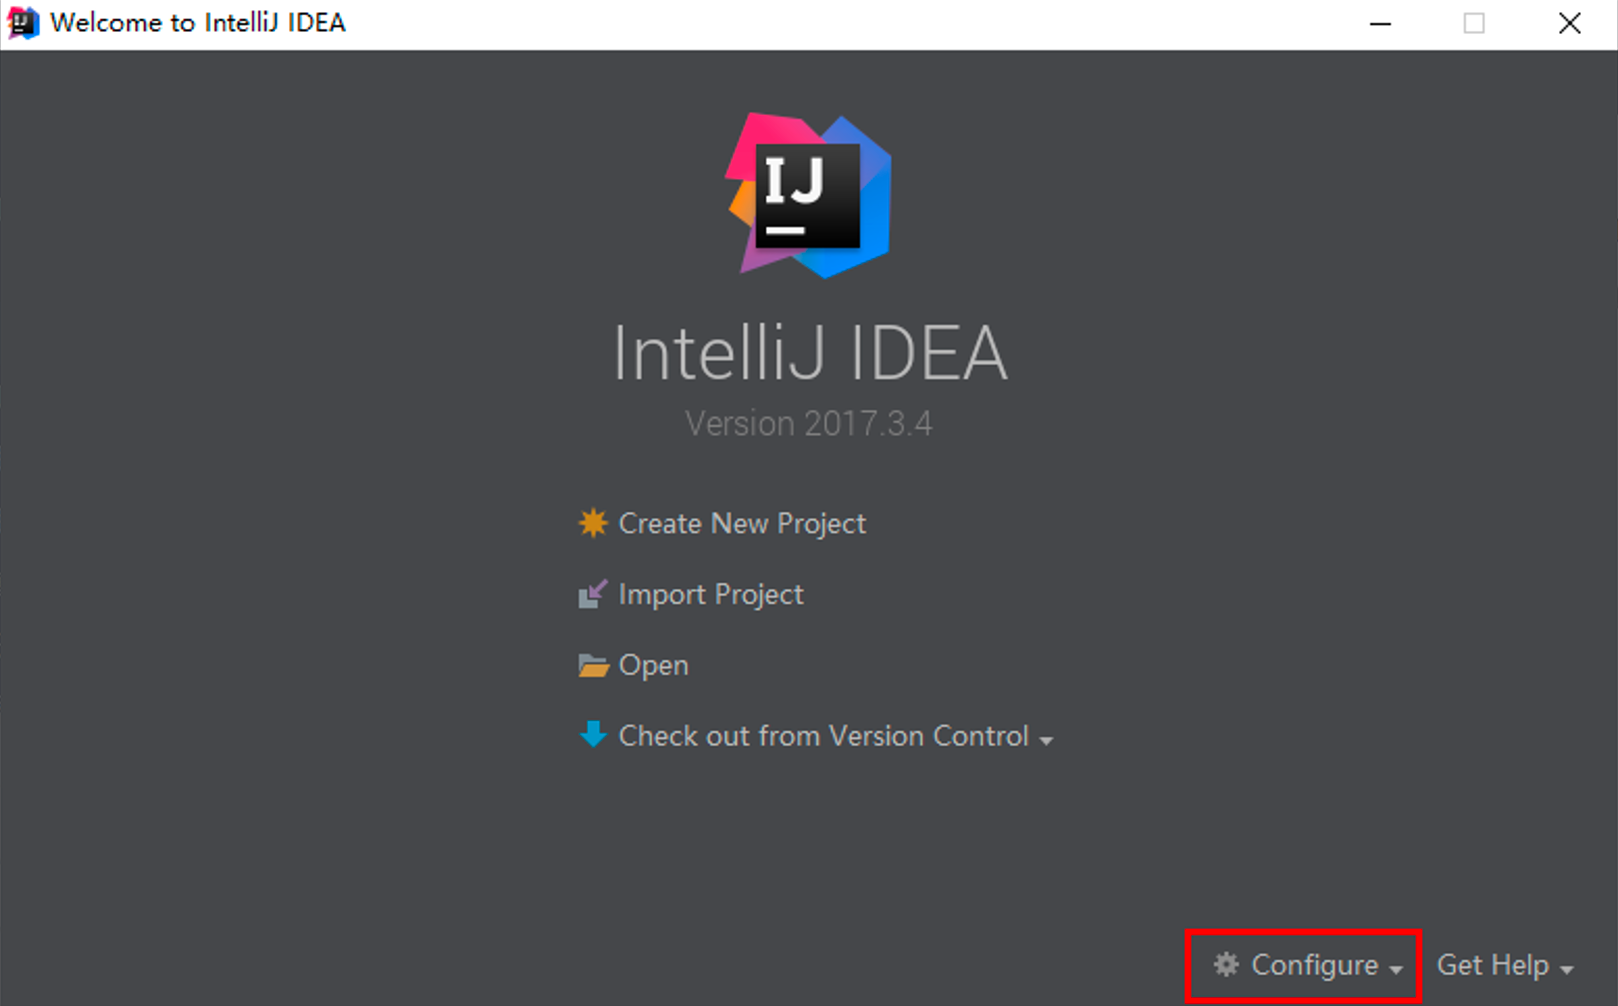 Welcome to IntelliJ IDEA
IJ
IntelliJ IDEA
Version 2017.3.4
Create New Project
Import Project
Open
Check out from Version Control
Configure
Get Help